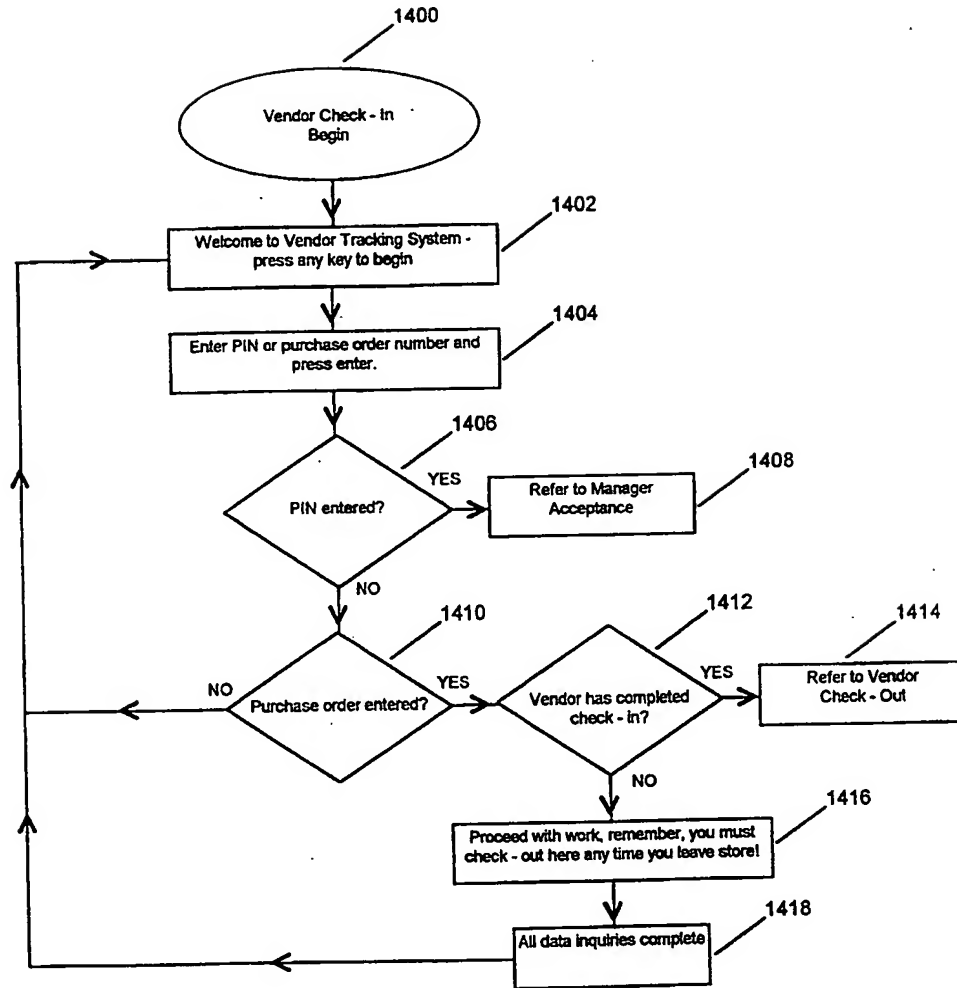 1400
Vendor Check - In
Begin
1402
Welcome to Vendor Tracking System -
press any key to begin
1404
Enter PIN or purchase order number and
press enter.
1406
PIN entered?
YES
1408
Refer to Manager
Acceptance
NO
1410
Purchase order entered?
NO
YES
1412
Vendor has completed
check - in?
YES
1414
Refer to Vendor
Check - Out
NO
1416
Proceed with work, remember, you must
check - out here any time you leave store!
1418
All data inquiries complete